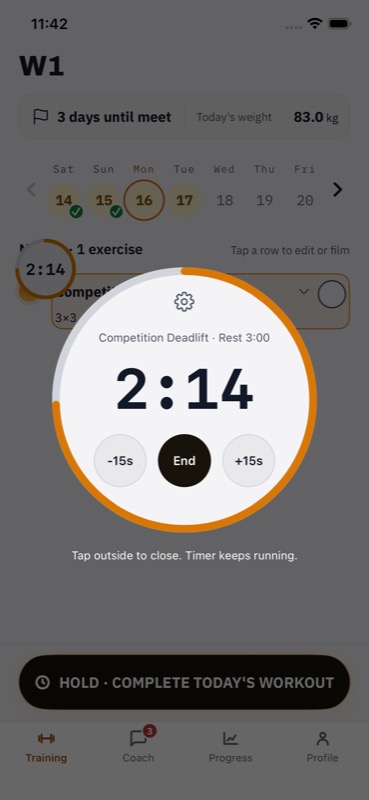 11:42
W1
3 days until meet
Today's weight
83.0 kg
Sat Sun Mon Tue Wed Thu Fri
14 15 16 17 18 19 20
1 exercise
Tap a row to edit or film
2:14
3×3
Competition Deadlift · Rest 3:00
2:14
-15s
End
+15s
Tap outside to close. Timer keeps running.
HOLD · COMPLETE TODAY'S WORKOUT
3
Training
Coach
Progress
Profile